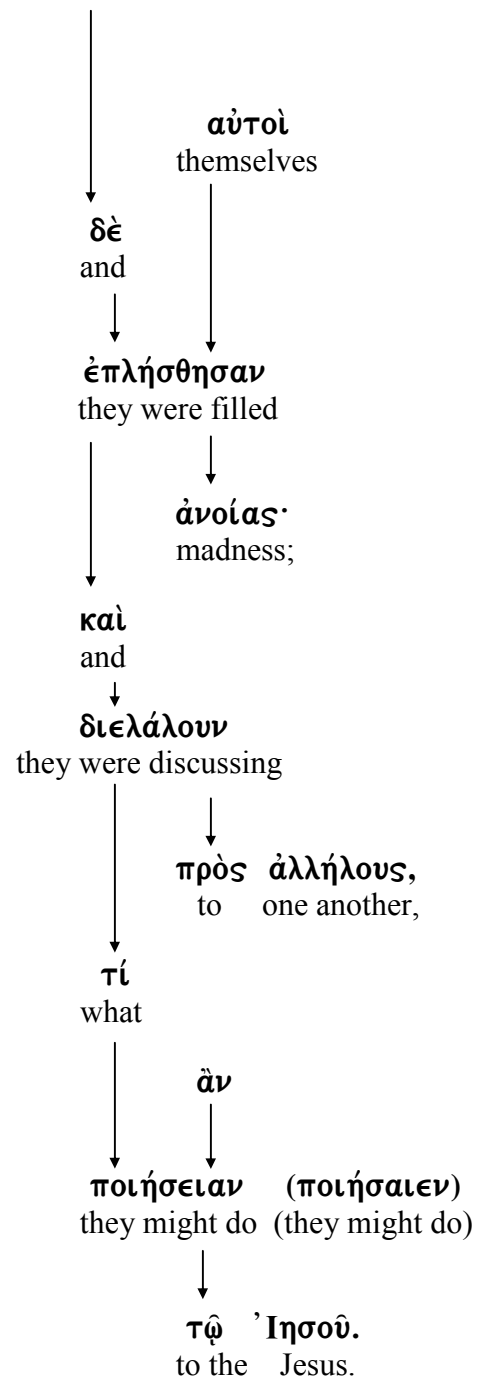 αὐτοὶ
themselves
δὲ
and
ἐπλήσθησαν
they were filled
ἀνοίας·
madness;
καὶ
and
διελάλουν
they were discussing
πρὸς ἀλλήλους,
to one another,
τί
what
ἂν
ποιήσειαν (ποιήσαιεν)
they might do (they might do)
τῷ Ἰησοῦ.
to the Jesus.